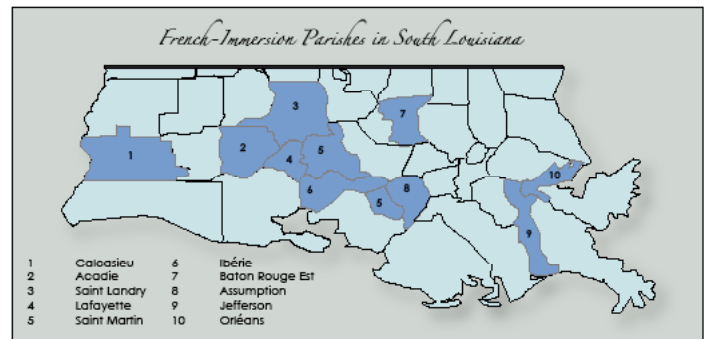 French-Immersion Parishes in South Louisiana
3
7
1
2
4
5
10
6
5
8
9
1 Calcasieu 6 Ibérie
2 Acadie 7 Baton Rouge Est
3 Saint Landry 8 Assumption
4 Lafayette 9 Jefferson
5 Saint Martin 10 Orléans